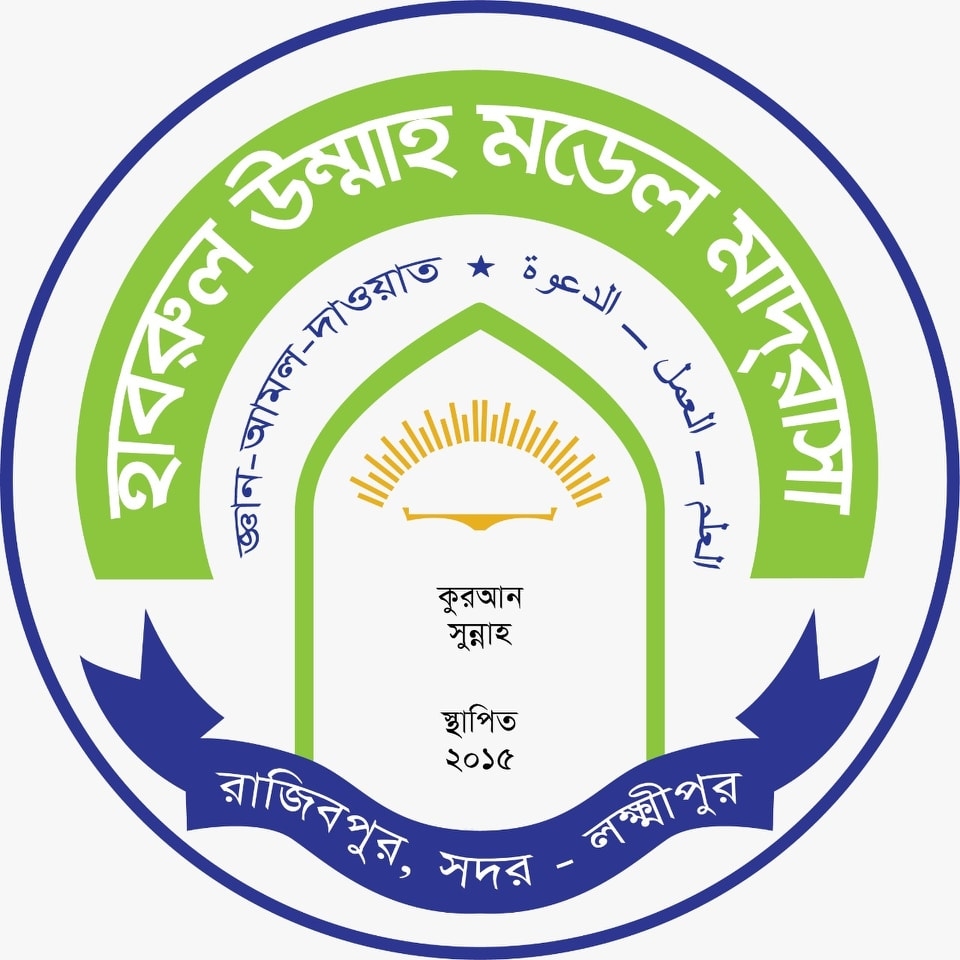 হাবরুল উম্মাহ মডেল মাদ্রাসা
জ্ঞান-আমল-দাওয়াত ★ العلم – العمل – الدعوة
কুরআন
সুন্নাহ
স্থাপিত
২০১৫
রাজিবপুর, সদর - লক্ষ্মীপুর